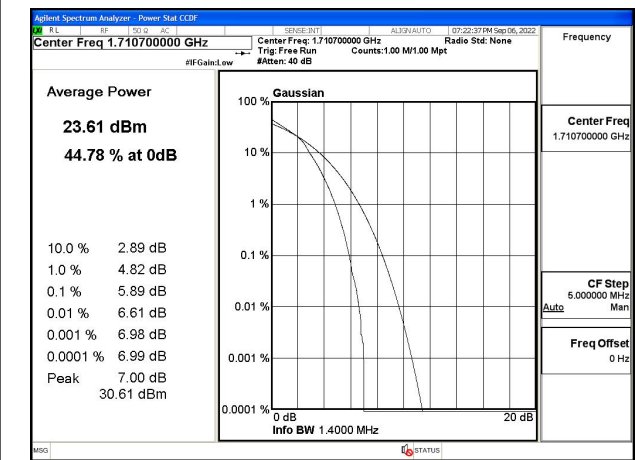 Agilent Spectrum Analyzer - Power Stat CCDF
LXI RL RF 50 Ω AC SENSE:INT ALIGN AUTO 07:22:37 PM Sep 06, 2022
Center Freq 1.710700000 GHz
Center Freq: 1.710700000 GHz Radio Std: None
Trig: Free Run Counts:1.00 M/1.00 Mpt
#IFGain:Low #Atten: 40 dB
Frequency
Average Power
23.61 dBm
44.78 % at 0dB
10.0 % 2.89 dB
1.0 % 4.82 dB
0.1 % 5.89 dB
0.01 % 6.61 dB
0.001 % 6.98 dB
0.0001 % 6.99 dB
Peak 7.00 dB
30.61 dBm
Gaussian
100 %
10 %
1 %
0.1 %
0.01 %
0.001 %
0.0001 %
0 dB 20 dB
Info BW 1.4000 MHz
Center Freq
1.710700000 GHz
CF Step
5.000000 MHz
Auto Man
Freq Offset
0 Hz
MSG STATUS